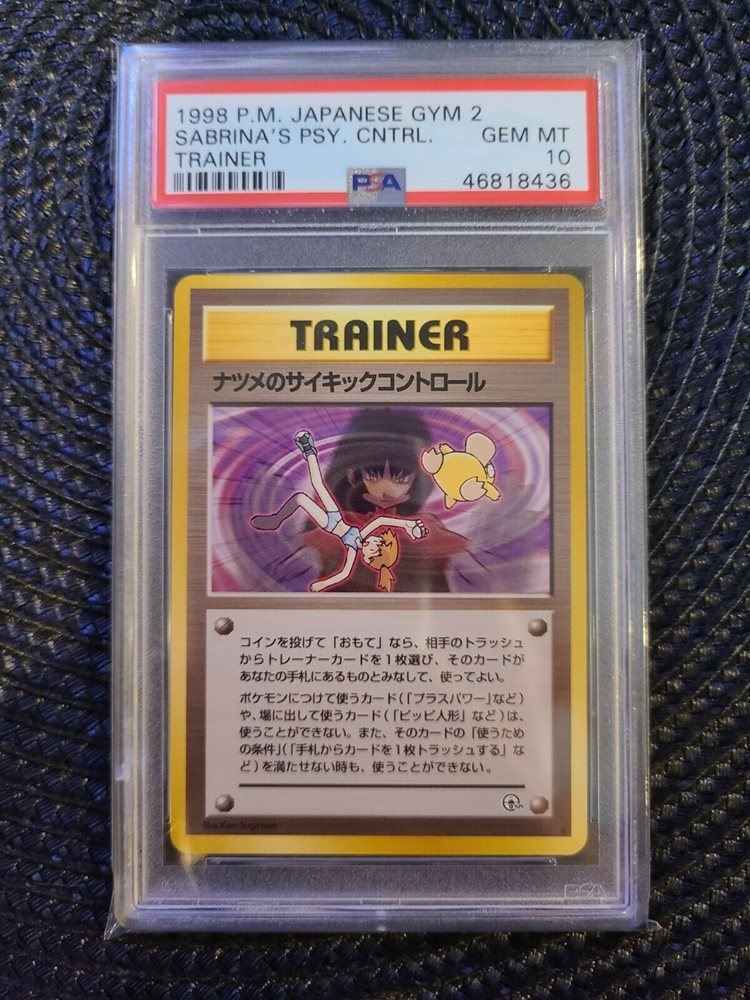 1998 P.M. JAPANESE GYM 2
SABRINA'S PSY. CNTRL. GEM MT
TRAINER 10
PSA 46818436
TRAINER
ナツメのサイキックコントロール
コインを投げて「おもて」なら、相手のトラッシュ
からトレーナーカードを1枚選び、そのカードが
あなたの手札にあるものとみなして、使ってよい。
ポケモンにつけて使うカード(「プラスパワー」など)
や、場に出して使うカード(「ピッピ人形」など)は、
使うことができない。また、そのカードの「使うため
の条件」(「手札からカードを1枚トラッシュする」な
ど)を満たせない時も、使うことができない。
Illus. Ken Sugimori
PSA